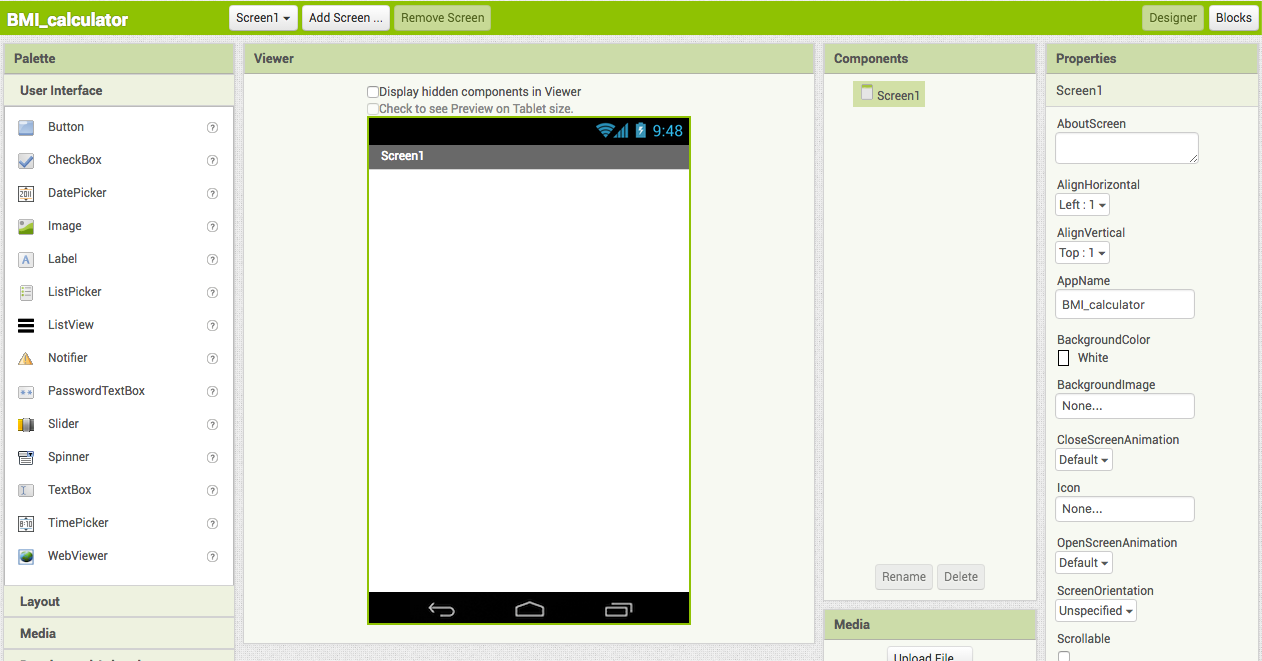 BMI_calculator
Screen1
Add Screen ...
Remove Screen
Designer
Blocks
Palette
User Interface
Button
?
CheckBox
?
DatePicker
?
Image
?
Label
?
ListPicker
?
ListView
?
Notifier
?
PasswordTextBox
?
Slider
?
Spinner
?
TextBox
?
TimePicker
?
WebViewer
?
Layout
Media
Viewer
Display hidden components in Viewer
Check to see Preview on Tablet size.
9:48
Screen1
Components
Screen1
Rename
Delete
Media
Upload File
Properties
Screen1
AboutScreen
AlignHorizontal
Left : 1
AlignVertical
Top : 1
AppName
BMI_calculator
BackgroundColor
White
BackgroundImage
None...
CloseScreenAnimation
Default
Icon
None...
OpenScreenAnimation
Default
ScreenOrientation
Unspecified
Scrollable